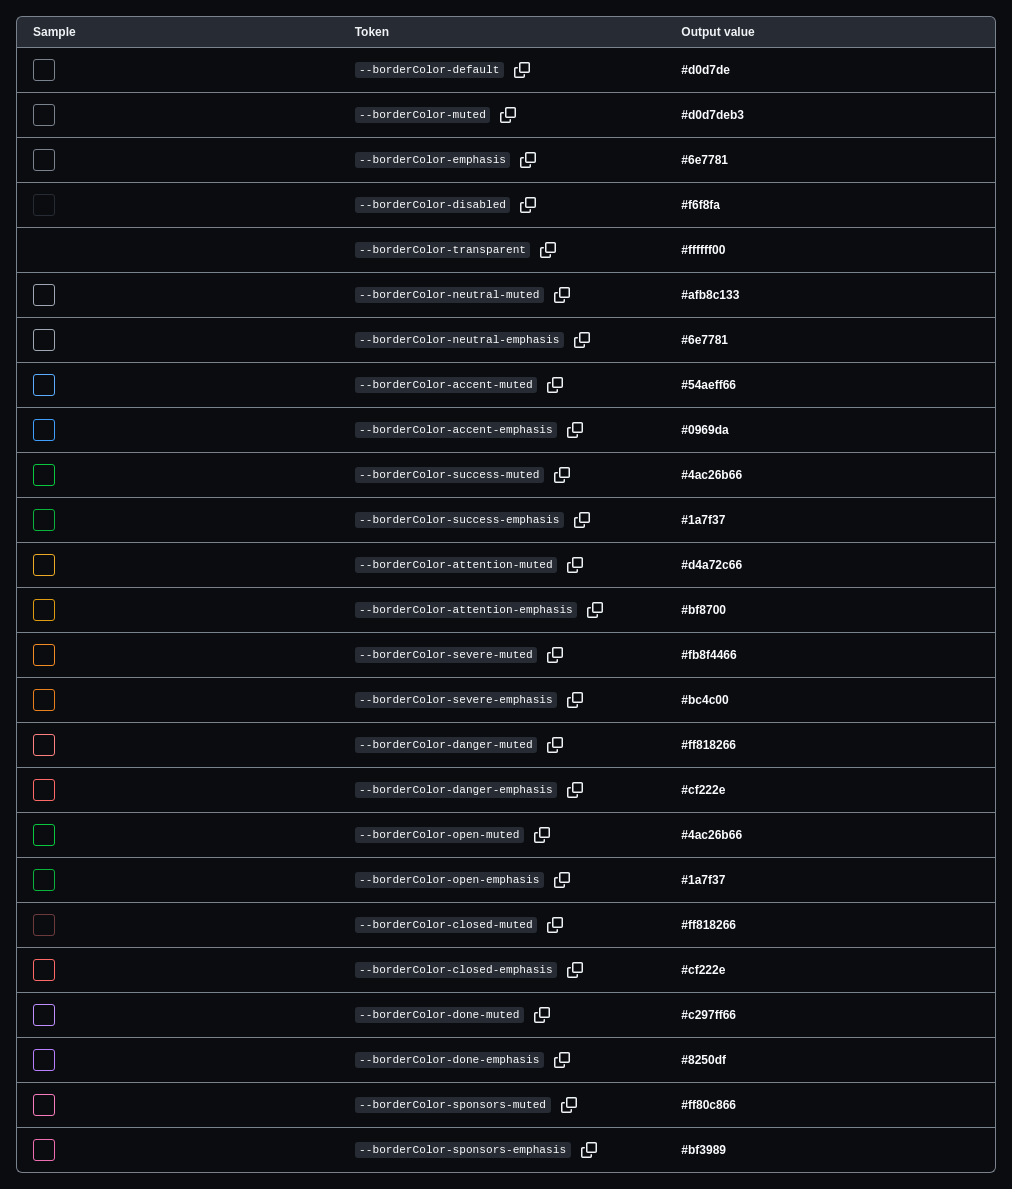 Sample Token Output value
--borderColor-default #d0d7de
--borderColor-muted #d0d7deb3
--borderColor-emphasis #6e7781
--borderColor-disabled #f6f8fa
--borderColor-transparent #ffffff00
--borderColor-neutral-muted #afb8c133
--borderColor-neutral-emphasis #6e7781
--borderColor-accent-muted #54aeff66
--borderColor-accent-emphasis #0969da
--borderColor-success-muted #4ac26b66
--borderColor-success-emphasis #1a7f37
--borderColor-attention-muted #d4a72c66
--borderColor-attention-emphasis #bf8700
--borderColor-severe-muted #fb8f4466
--borderColor-severe-emphasis #bc4c00
--borderColor-danger-muted #ff818266
--borderColor-danger-emphasis #cf222e
--borderColor-open-muted #4ac26b66
--borderColor-open-emphasis #1a7f37
--borderColor-closed-muted #ff818266
--borderColor-closed-emphasis #cf222e
--borderColor-done-muted #c297ff66
--borderColor-done-emphasis #8250df
--borderColor-sponsors-muted #ff80c866
--borderColor-sponsors-emphasis #bf3989